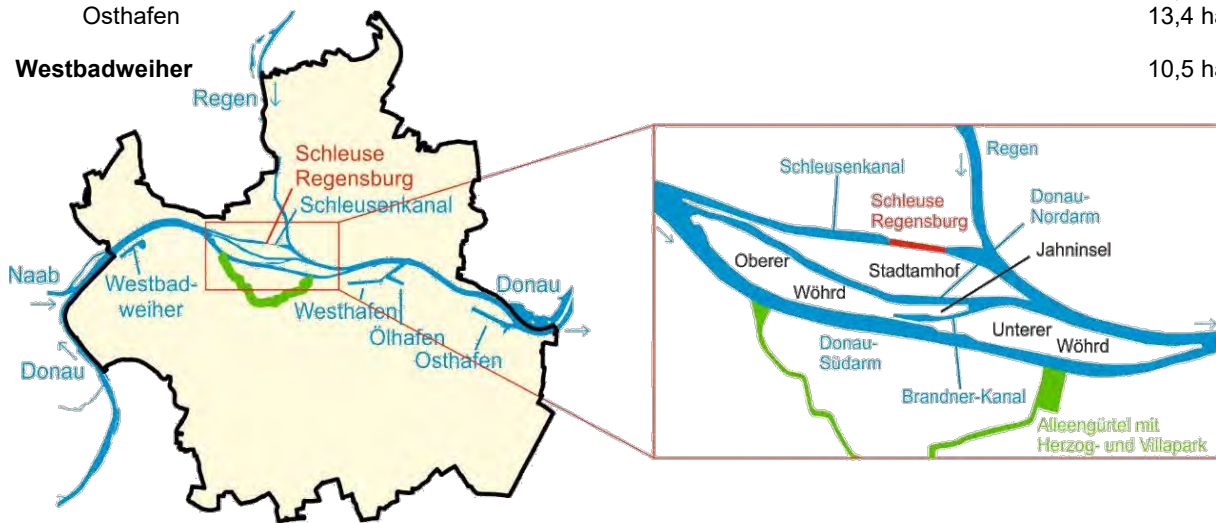 Osthafen 13,4 ha
Westbadweiher 10,5 ha
Regen
Schleuse
Regensburg
Schleusenkanal
Naab
Westbad-
weiher
Westhafen
Ölhafen
Osthafen
Donau
Donau
Schleusenkanal
Regen
Schleuse
Regensburg
Donau-
Nordarm
Jahninsel
Oberer
Wöhrd
Stadtamhof
Unterer
Wöhrd
Donau-
Südarm
Brandner-Kanal
Alleengürtel mit
Herzog- und Villapark